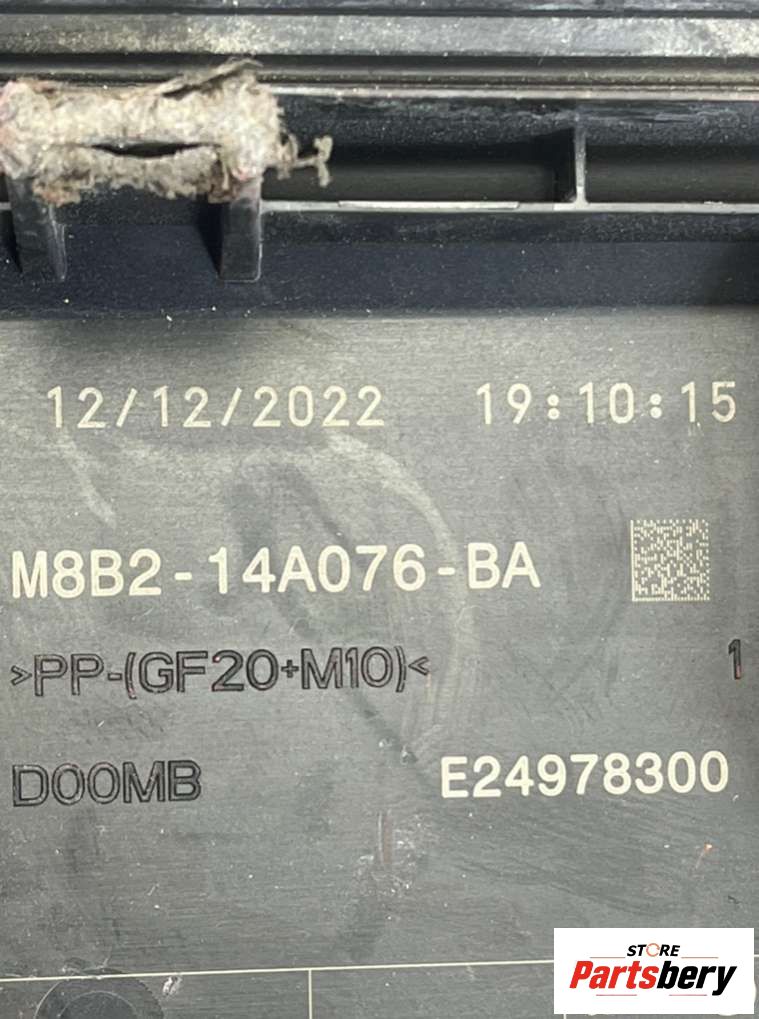 12/12/2022 19:10:15
M8B2-14A076-BA
>PP-(GF20+M10)< 1
D00MB E24978300
STORE
Partsbery